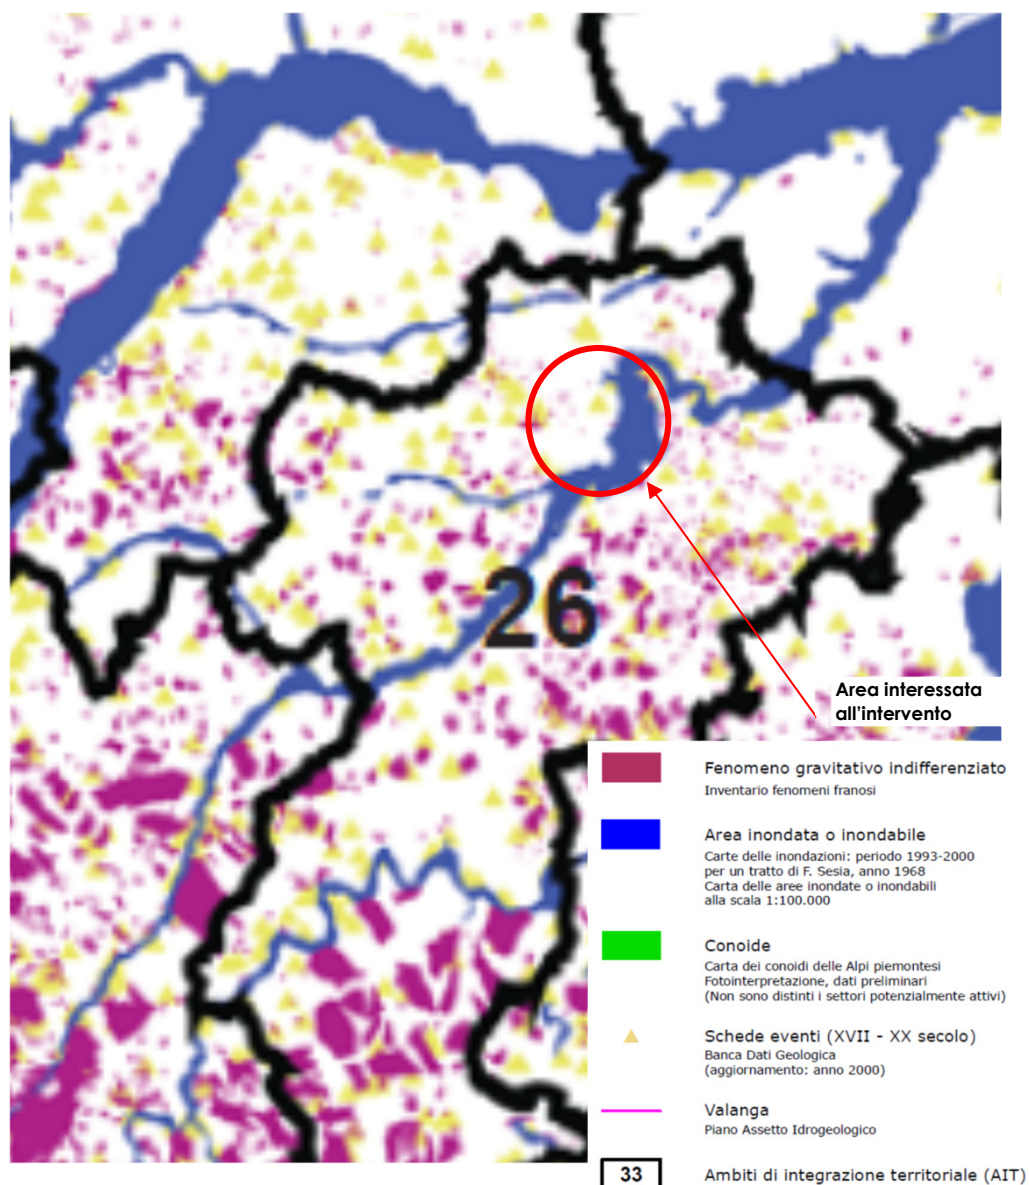 26
Area interessata
all'intervento
Fenomeno gravitativo indifferenziato
Inventario fenomeni franosi
Area inondata o inondabile
Carte delle inondazioni: periodo 1993-2000
per un tratto di F. Sesia, anno 1968
Carta delle aree inondate o inondabili
alla scala 1:100.000
Conoide
Carta dei conoidi delle Alpi piemontesi
Fotointerpretazione, dati preliminari
(Non sono distinti i settori potenzialmente attivi)
Schede eventi (XVII - XX secolo)
Banca Dati Geologica
(aggiornamento: anno 2000)
Valanga
Piano Assetto Idrogeologico
33 Ambiti di integrazione territoriale (AIT)